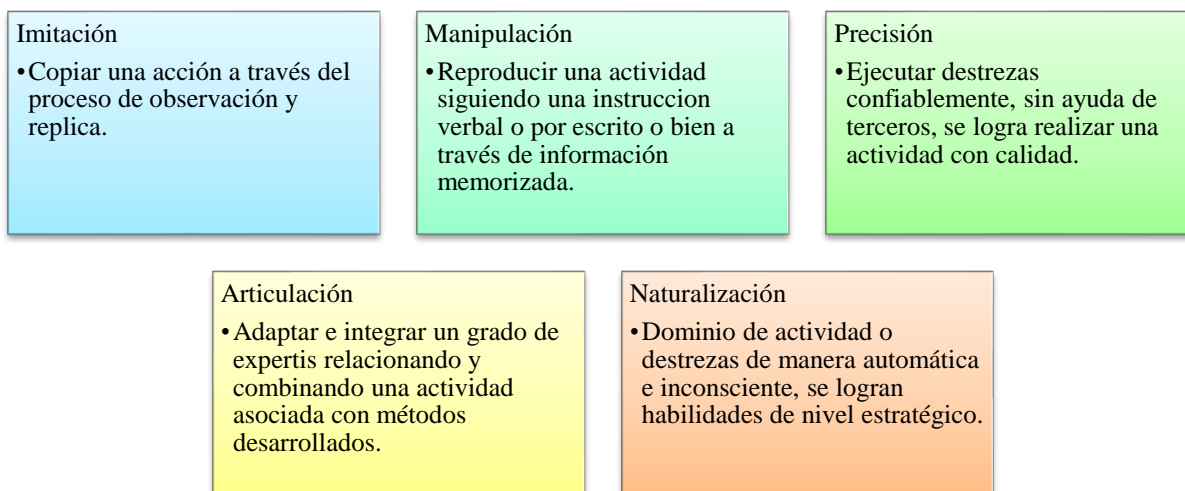 Imitación
•Copiar una acción a través del
proceso de observación y
replica.
Manipulación
•Reproducir una actividad
siguiendo una instruccion
verbal o por escrito o bien a
través de información
memorizada.
Precisión
•Ejecutar destrezas
confiablemente, sin ayuda de
terceros, se logra realizar una
actividad con calidad.
Articulación
•Adaptar e integrar un grado de
expertis relacionando y
combinando una actividad
asociada con métodos
desarrollados.
Naturalización
•Dominio de actividad o
destrezas de manera automática
e inconsciente, se logran
habilidades de nivel estratégico.